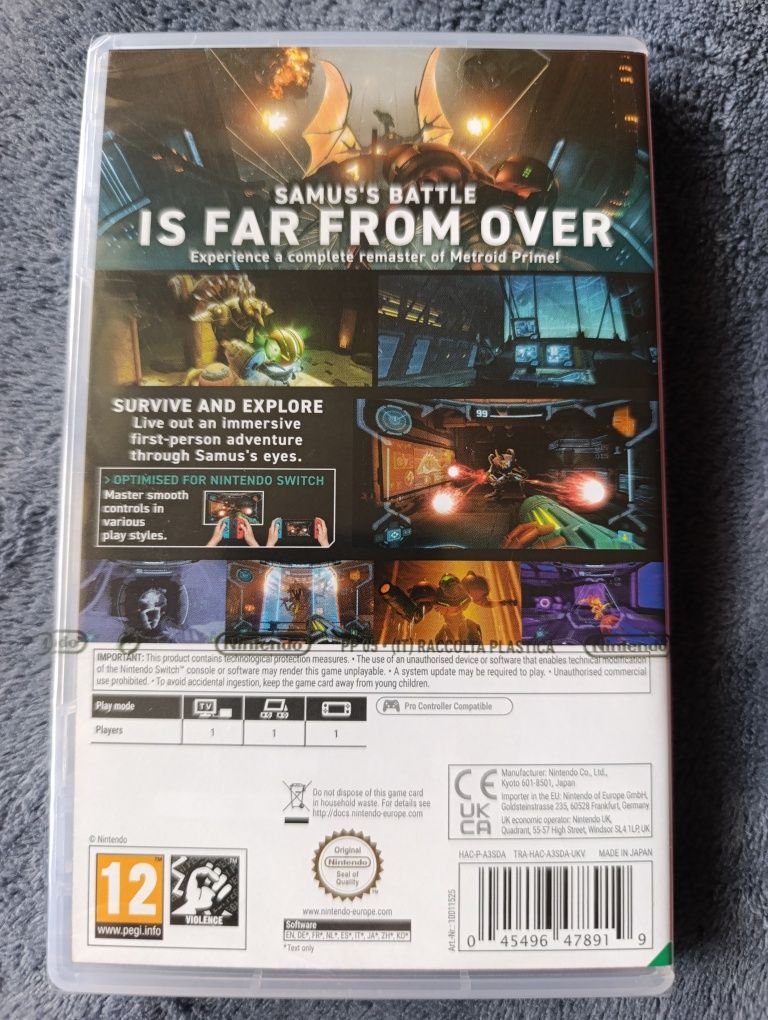 SAMUS'S BATTLE
IS FAR FROM OVER
Experience a complete remaster of Metroid Prime!
SURVIVE AND EXPLORE
Live out an immersive
first-person adventure
through Samus's eyes.
99
> OPTIMISED FOR NINTENDO SWITCH
Master smooth
controls in
various
play styles.
Nintendo PP 05 - (IT) RACCOLTA PLASTICA Nintendo
IMPORTANT: This product contains technological protection measures. • The use of an unauthorised device or software that enables technical modification
of the Nintendo Switch™ console or software may render this game unplayable. • A system update may be required to play. • Unauthorised commercial
use prohibited. • To avoid accidental ingestion, keep the game card away from young children.
Play mode TV Pro Controller Compatible
Players 1 1 1
Do not dispose of this game card
in household waste. For details see
http://docs.nintendo-europe.com
CE
UK
CA
Manufacturer: Nintendo Co., Ltd.,
Kyoto 601-8501, Japan
Importer in the EU: Nintendo of Europe GmbH,
Goldsteinstrasse 235, 60528 Frankfurt, Germany
UK economic operator: Nintendo UK,
Quadrant, 55-57 High Street, Windsor SL4 1LP, UK
© Nintendo
HAC-P-A3SDA TRA-HAC-A3SDA-UKV MADE IN JAPAN
12 ™
www.pegi.info
VIOLENCE ™
Original
Nintendo
Seal of
Quality
™
www.nintendo-europe.com
Software
EN, DE*, FR*, NL*, ES*, IT*, JA*, ZH*, KO*
*Text only
Art.-Nr.: 10011525
0 45496 47891 9